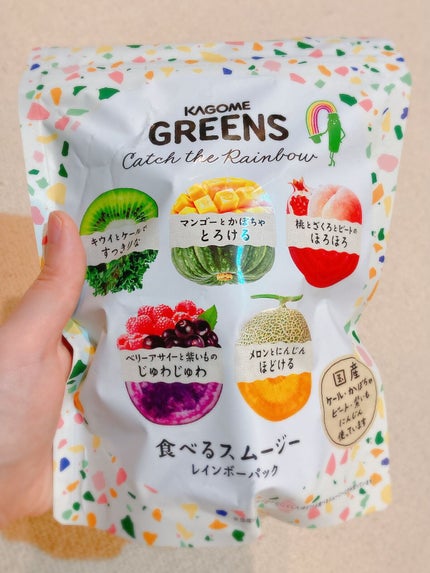 KAGOME
GREENS
Catch the Rainbow
キウイとケールで
すっきりな
マンゴーとかぼちゃ
とろける
桃とざくろとビートの
ほろほろ
ベリーアサイーと紫いもの
じゅわじゅわ
メロンとにんじん
ほどける
国産
ケール・かぼちゃ
ビート・紫いも
にんじん
使っています
食べるスムージー
レインボーパック